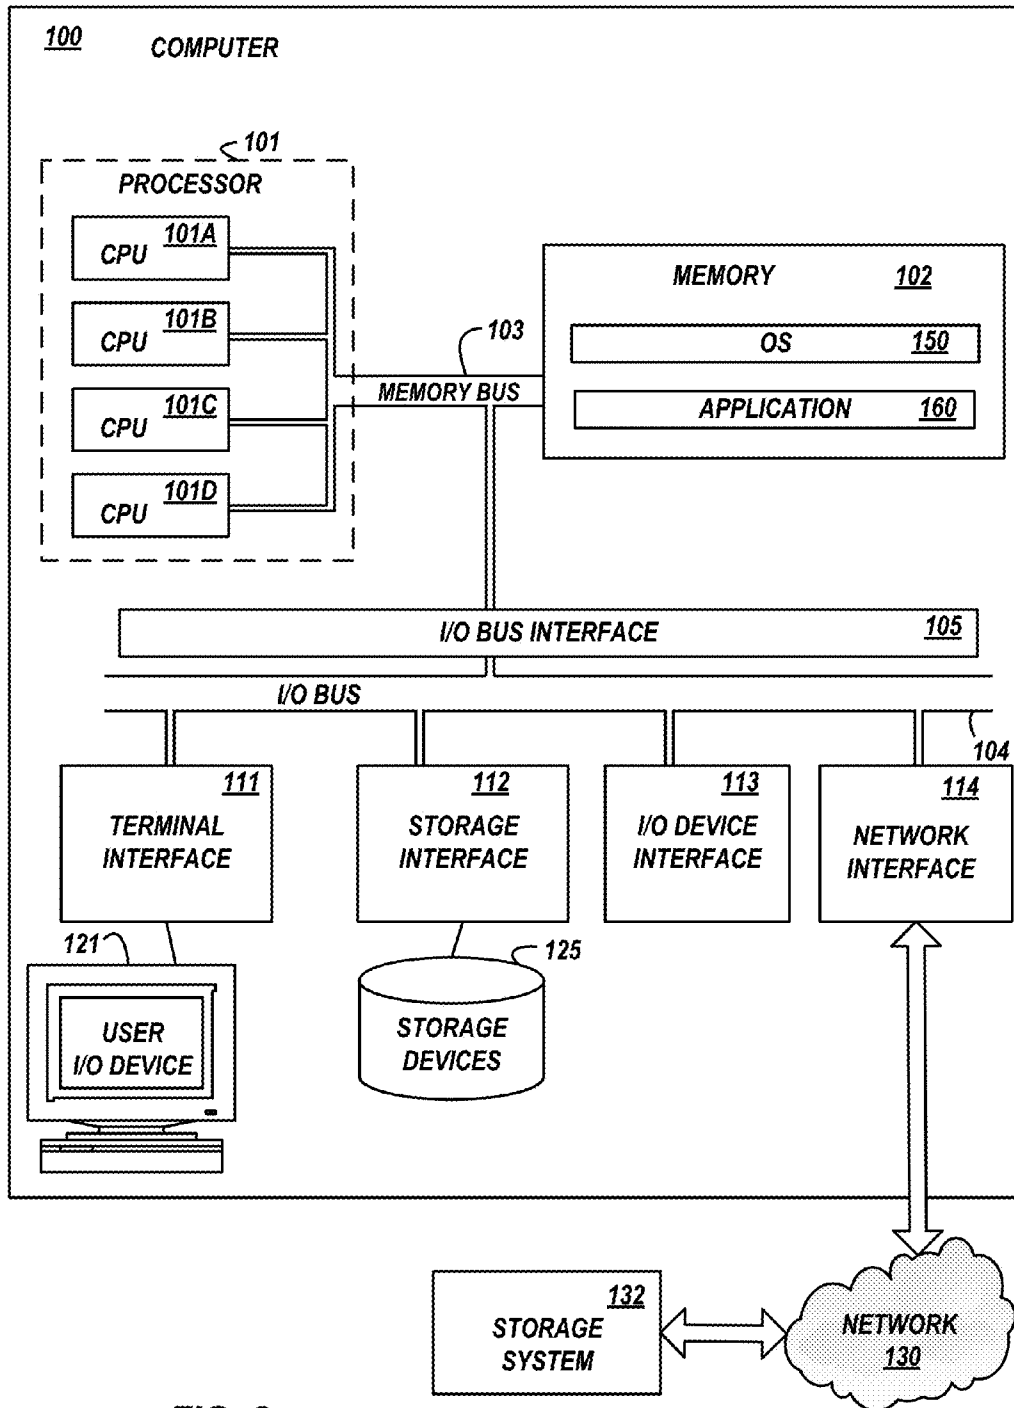 100 COMPUTER
101
PROCESSOR
CPU 101A
CPU 101B
CPU 101C
CPU 101D
103
MEMORY BUS
MEMORY 102
OS 150
APPLICATION 160
I/O BUS INTERFACE 105
I/O BUS
104
111
TERMINAL
INTERFACE
112
STORAGE
INTERFACE
113
I/O DEVICE
INTERFACE
114
NETWORK
INTERFACE
121
USER
I/O DEVICE
125
STORAGE
DEVICES
132
STORAGE
SYSTEM
NETWORK
130